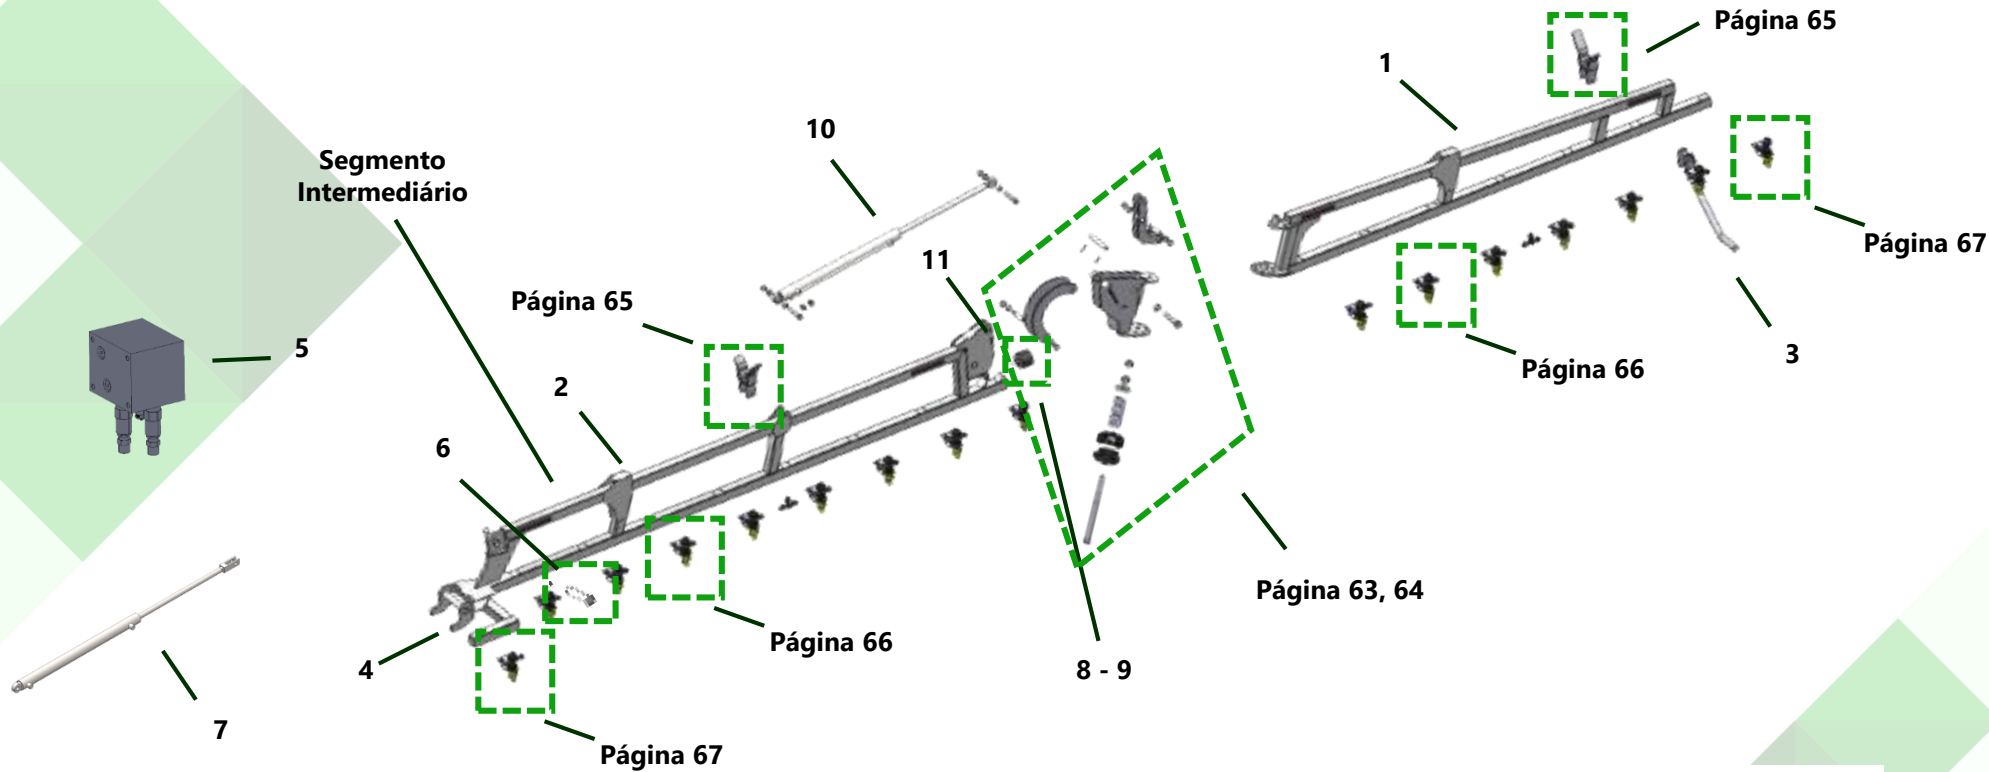 Página 65
1
10
Segmento
Intermediário
Página 67
11
Página 65
5
3
Página 66
2
6
Página 63, 64
Página 66
4
8 - 9
7
Página 67